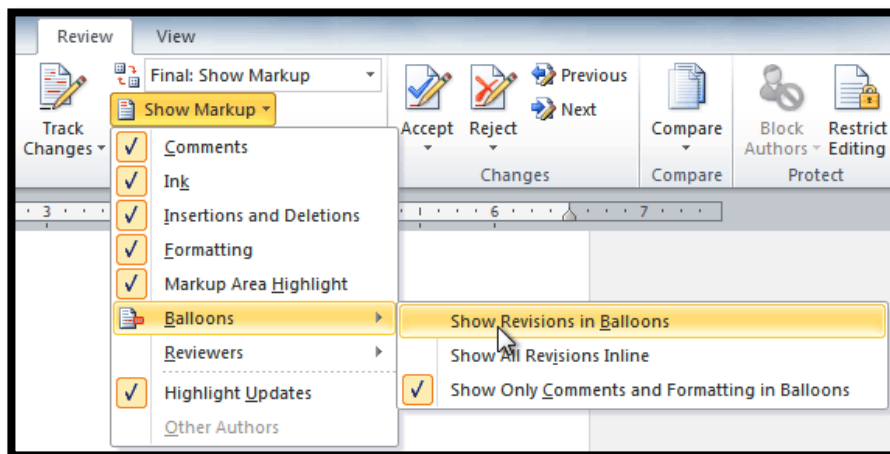 Review View
Final: Show Markup
Show Markup
Track
Changes
Accept Reject
Previous
Next
Changes
Compare
Compare
Block
Authors
Restrict
Editing
Protect
3 6 7
Comments
Ink
Insertions and Deletions
Formatting
Markup Area Highlight
Balloons
Reviewers
Highlight Updates
Other Authors
Show Revisions in Balloons
Show All Revisions Inline
Show Only Comments and Formatting in Balloons